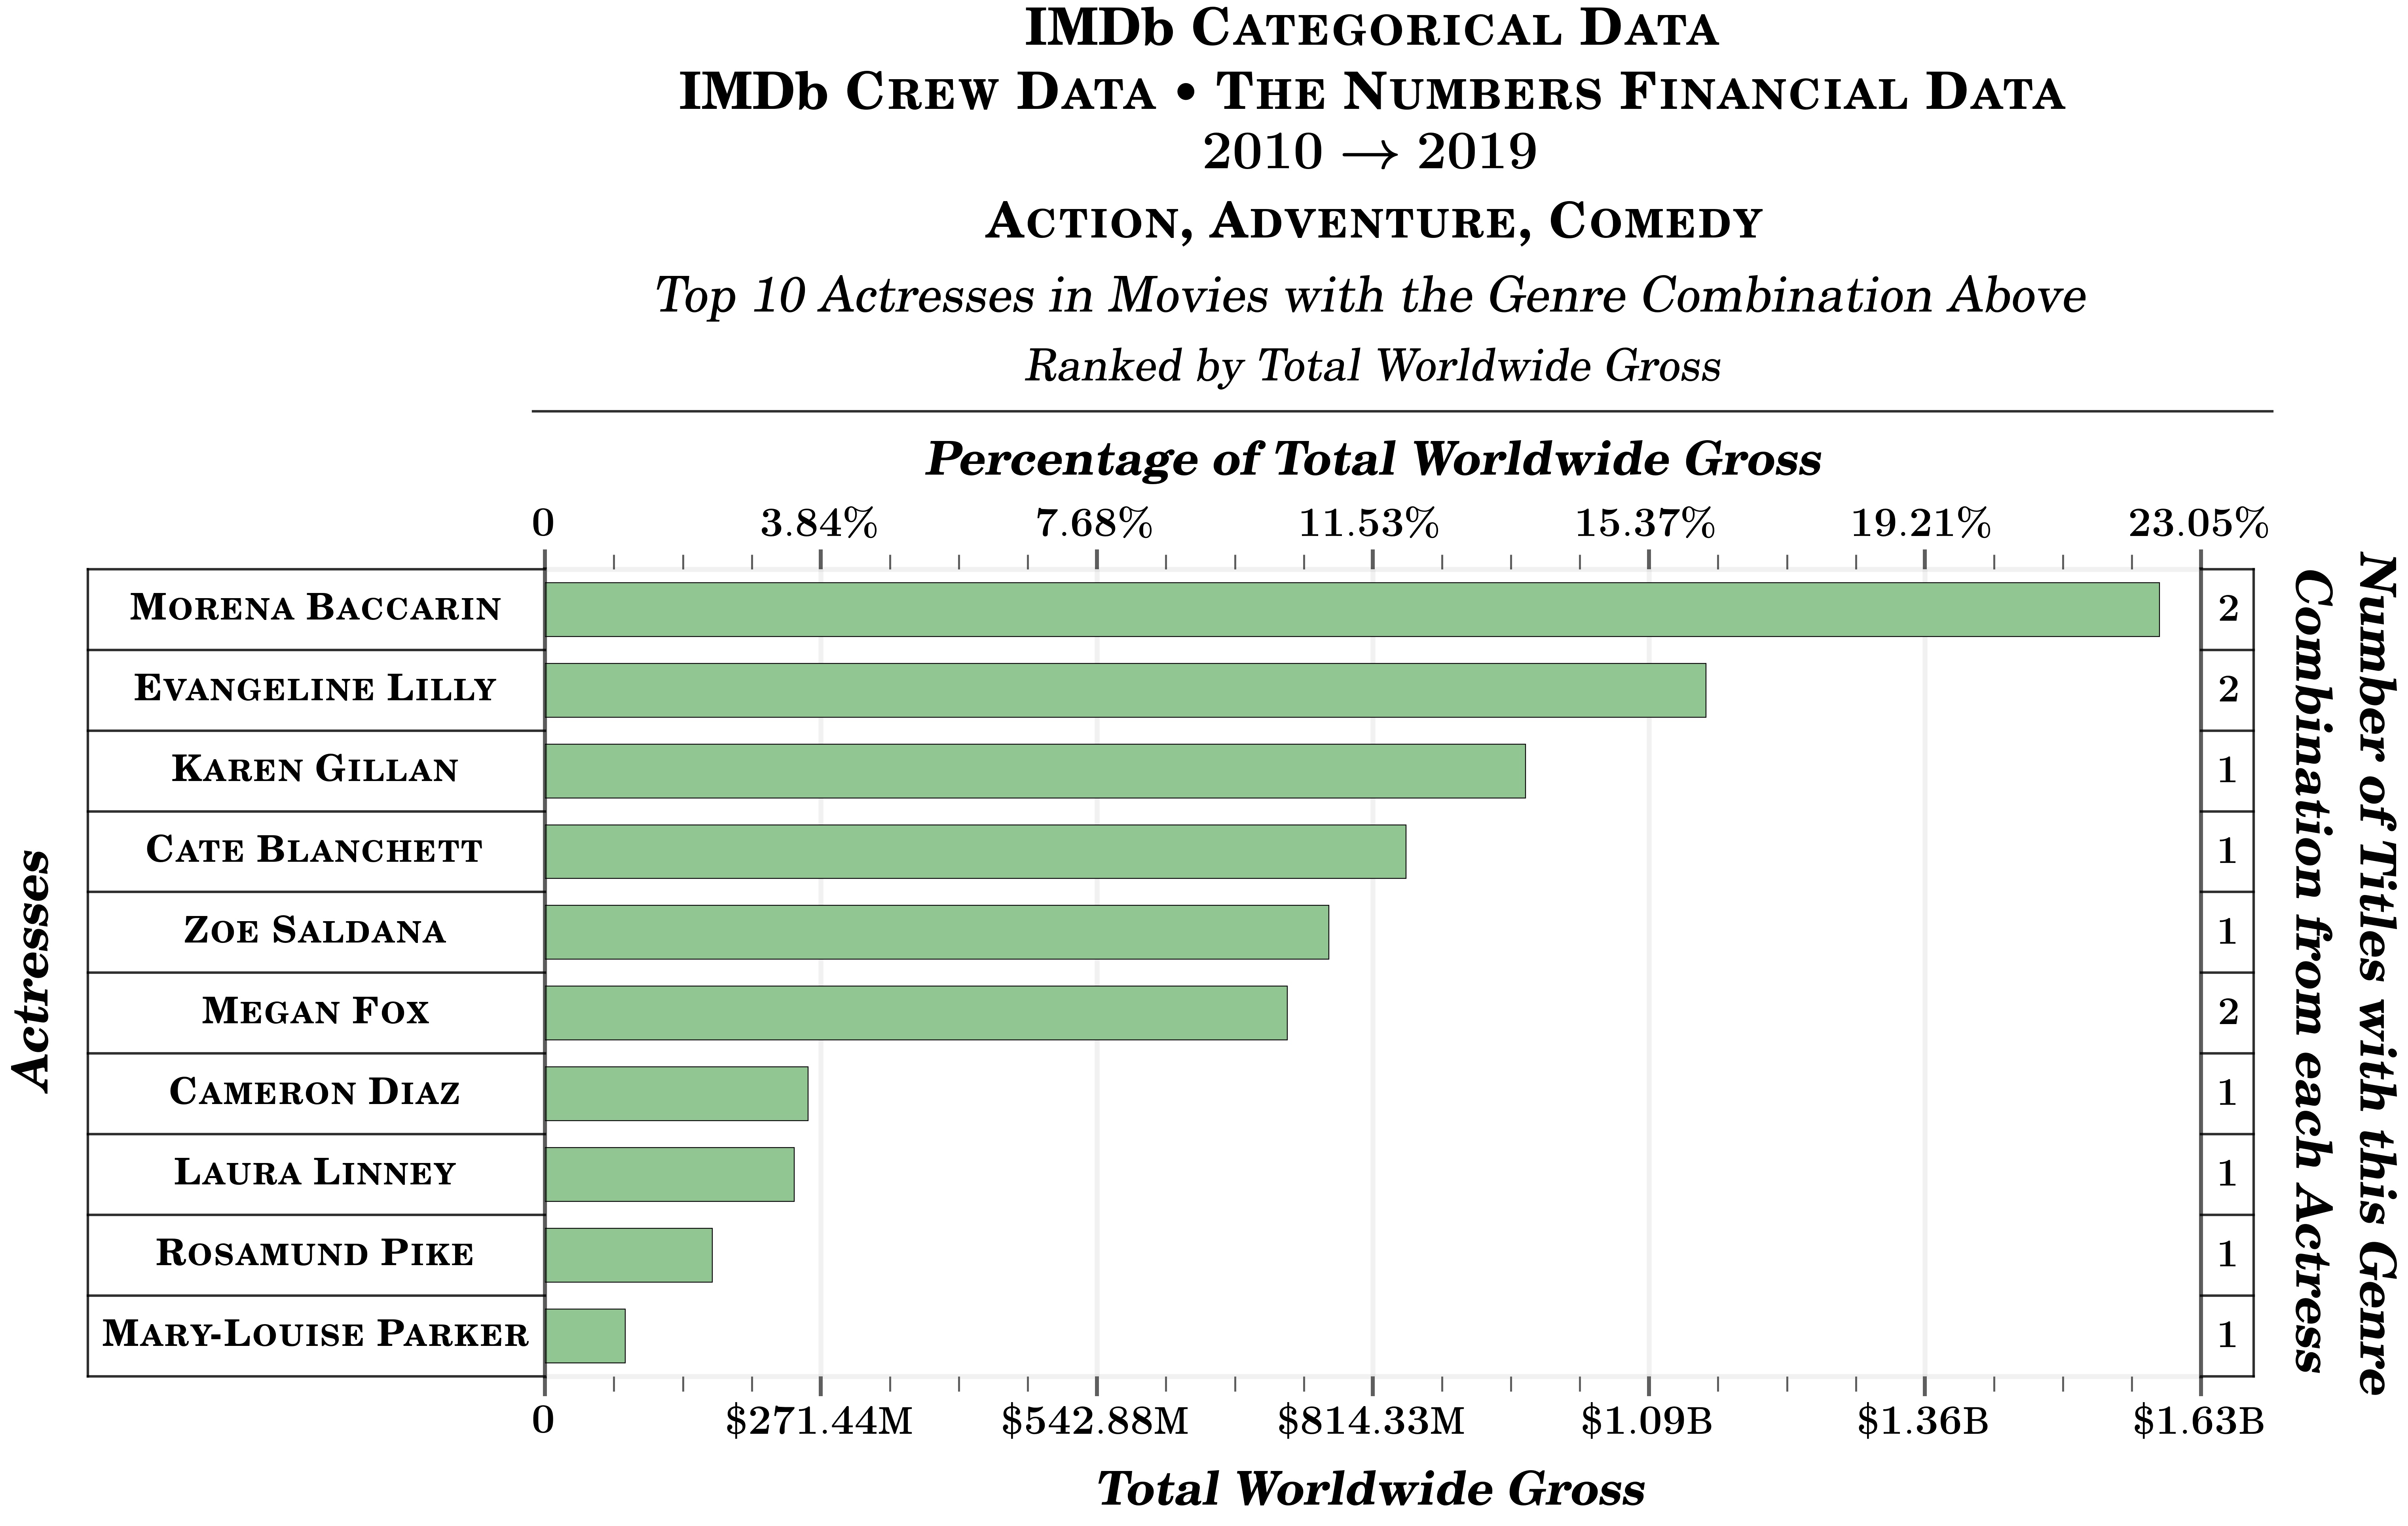 IMDb Categorical Data
IMDb Crew Data • The Numbers Financial Data
2010 → 2019
Action, Adventure, Comedy
Top 10 Actresses in Movies with the Genre Combination Above
Ranked by Total Worldwide Gross
Percentage of Total Worldwide Gross
0 3.84% 7.68% 11.53% 15.37% 19.21% 23.05%
Actresses
Morena Baccarin 2
Evangeline Lilly 2
Karen Gillan 1
Cate Blanchett 1
Zoe Saldana 1
Megan Fox 2
Cameron Diaz 1
Laura Linney 1
Rosamund Pike 1
Mary-Louise Parker 1
Number of Titles with this Genre
Combination from each Actress
0 $271.44M $542.88M $814.33M $1.09B $1.36B $1.63B
Total Worldwide Gross